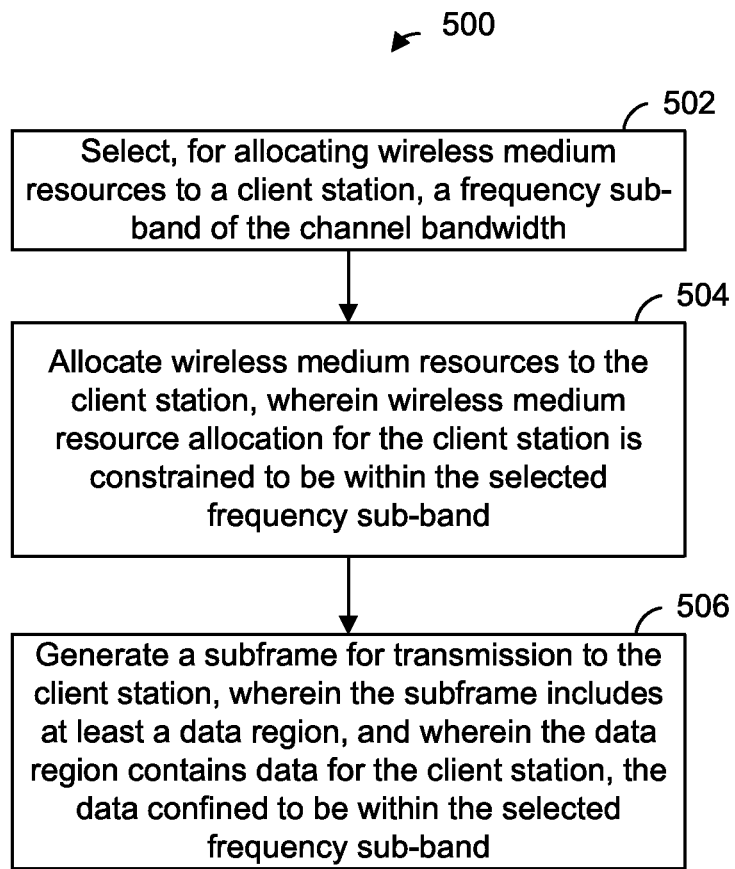 500
502
Select, for allocating wireless medium
resources to a client station, a frequency sub-
band of the channel bandwidth
504
Allocate wireless medium resources to the
client station, wherein wireless medium
resource allocation for the client station is
constrained to be within the selected
frequency sub-band
506
Generate a subframe for transmission to the
client station, wherein the subframe includes
at least a data region, and wherein the data
region contains data for the client station, the
data confined to be within the selected
frequency sub-band